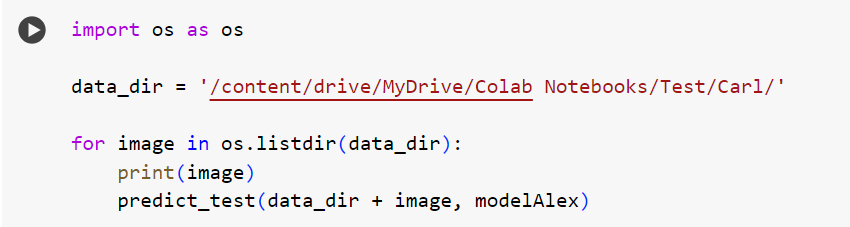 import os as os
data_dir = '/content/drive/MyDrive/Colab Notebooks/Test/Carl/'
for image in os.listdir(data_dir):
print(image)
predict_test(data_dir + image, modelAlex)